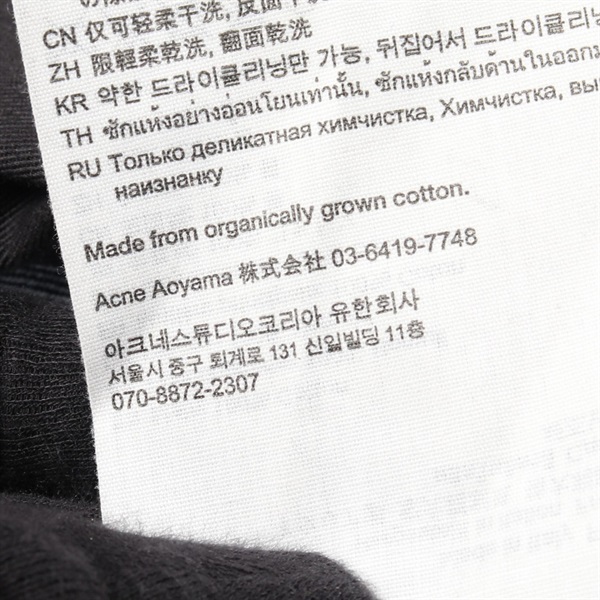 CN 仅可轻柔干洗, 反面干
ZH 限輕柔乾洗, 翻面乾洗
KR 약한 드라이클리닝만 가능, 뒤집어서 드라이클리닝
TH ซักแห้งอย่างอ่อนโยนเท่านั้น, ซักแห้งกลับด้านในออกมา
RU Только деликатная химчистка, Химчистка, вы
наизнанку
Made from organically grown cotton.
Acne Aoyama 株式会社 03-6419-7748
아크네스튜디오코리아 유한회사
서울시 중구 퇴계로 131 신일빌딩 11층
070-8872-2307